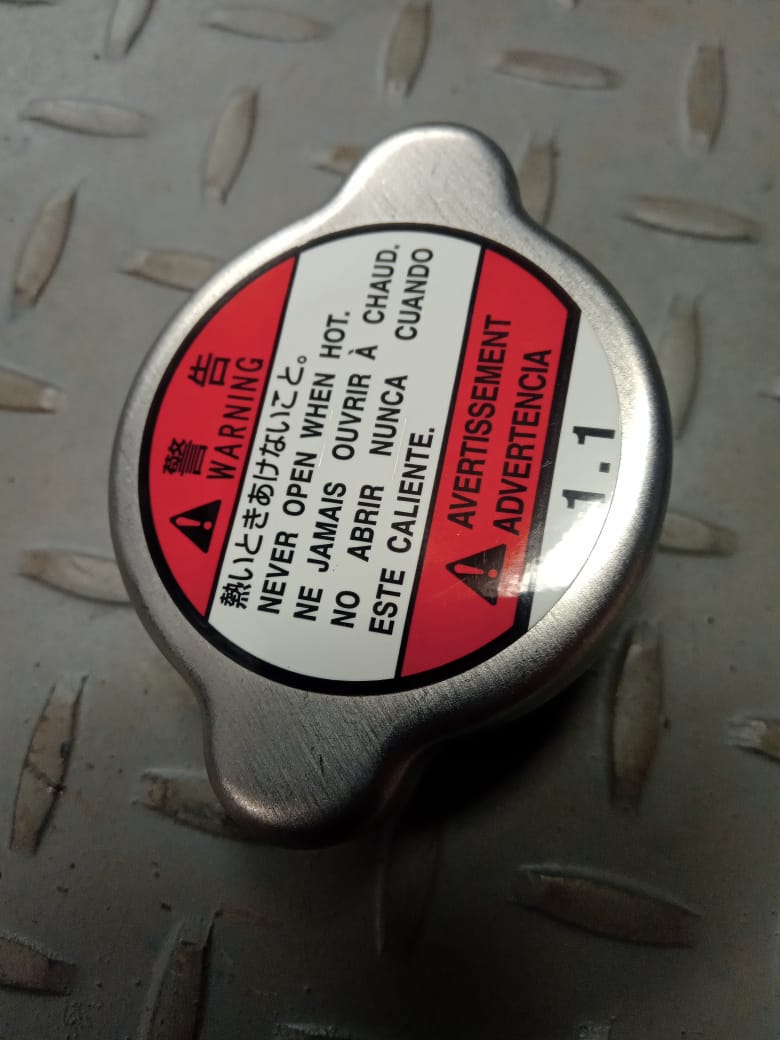 警告
WARNING
熱いときあけないこと。
NEVER OPEN WHEN HOT.
NE JAMAIS OUVRIR À CHAUD.
NO ABRIR NUNCA CUANDO
ESTE CALIENTE.
AVERTISSEMENT
ADVERTENCIA
1.1